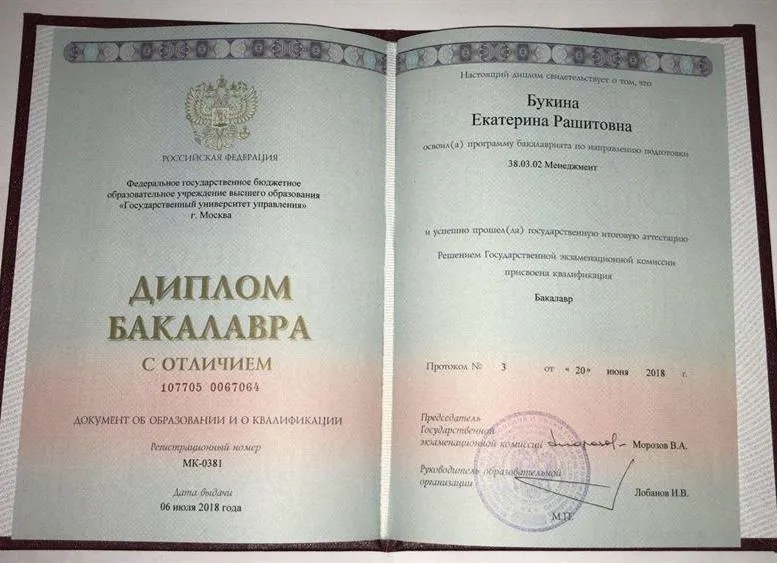 РОССИЙСКАЯ ФЕДЕРАЦИЯ
Федеральное государственное бюджетное
образовательное учреждение высшего образования
«Государственный университет управления»
г. Москва
ДИПЛОМ
БАКАЛАВРА
С ОТЛИЧИЕМ
107705 0067064
ДОКУМЕНТ ОБ ОБРАЗОВАНИИ И О КВАЛИФИКАЦИИ
Регистрационный номер
МК-0381
Дата выдачи
06 июля 2018 года
Настоящий диплом свидетельствует о том, что
Букина
Екатерина Рашитовна
освоил(а) программу бакалавриата по направлению подготовки
38.03.02 Менеджмент
и успешно прошел(ла) государственную итоговую аттестацию
Решением Государственной экзаменационной комиссии
присвоена квалификация
Бакалавр
Протокол № 3 от « 20» июня 2018 г.
Председатель
Государственной
экзаменационной комиссии Морозов В.А.
Руководитель образовательной
организации Лобанов И.В.
М.П.